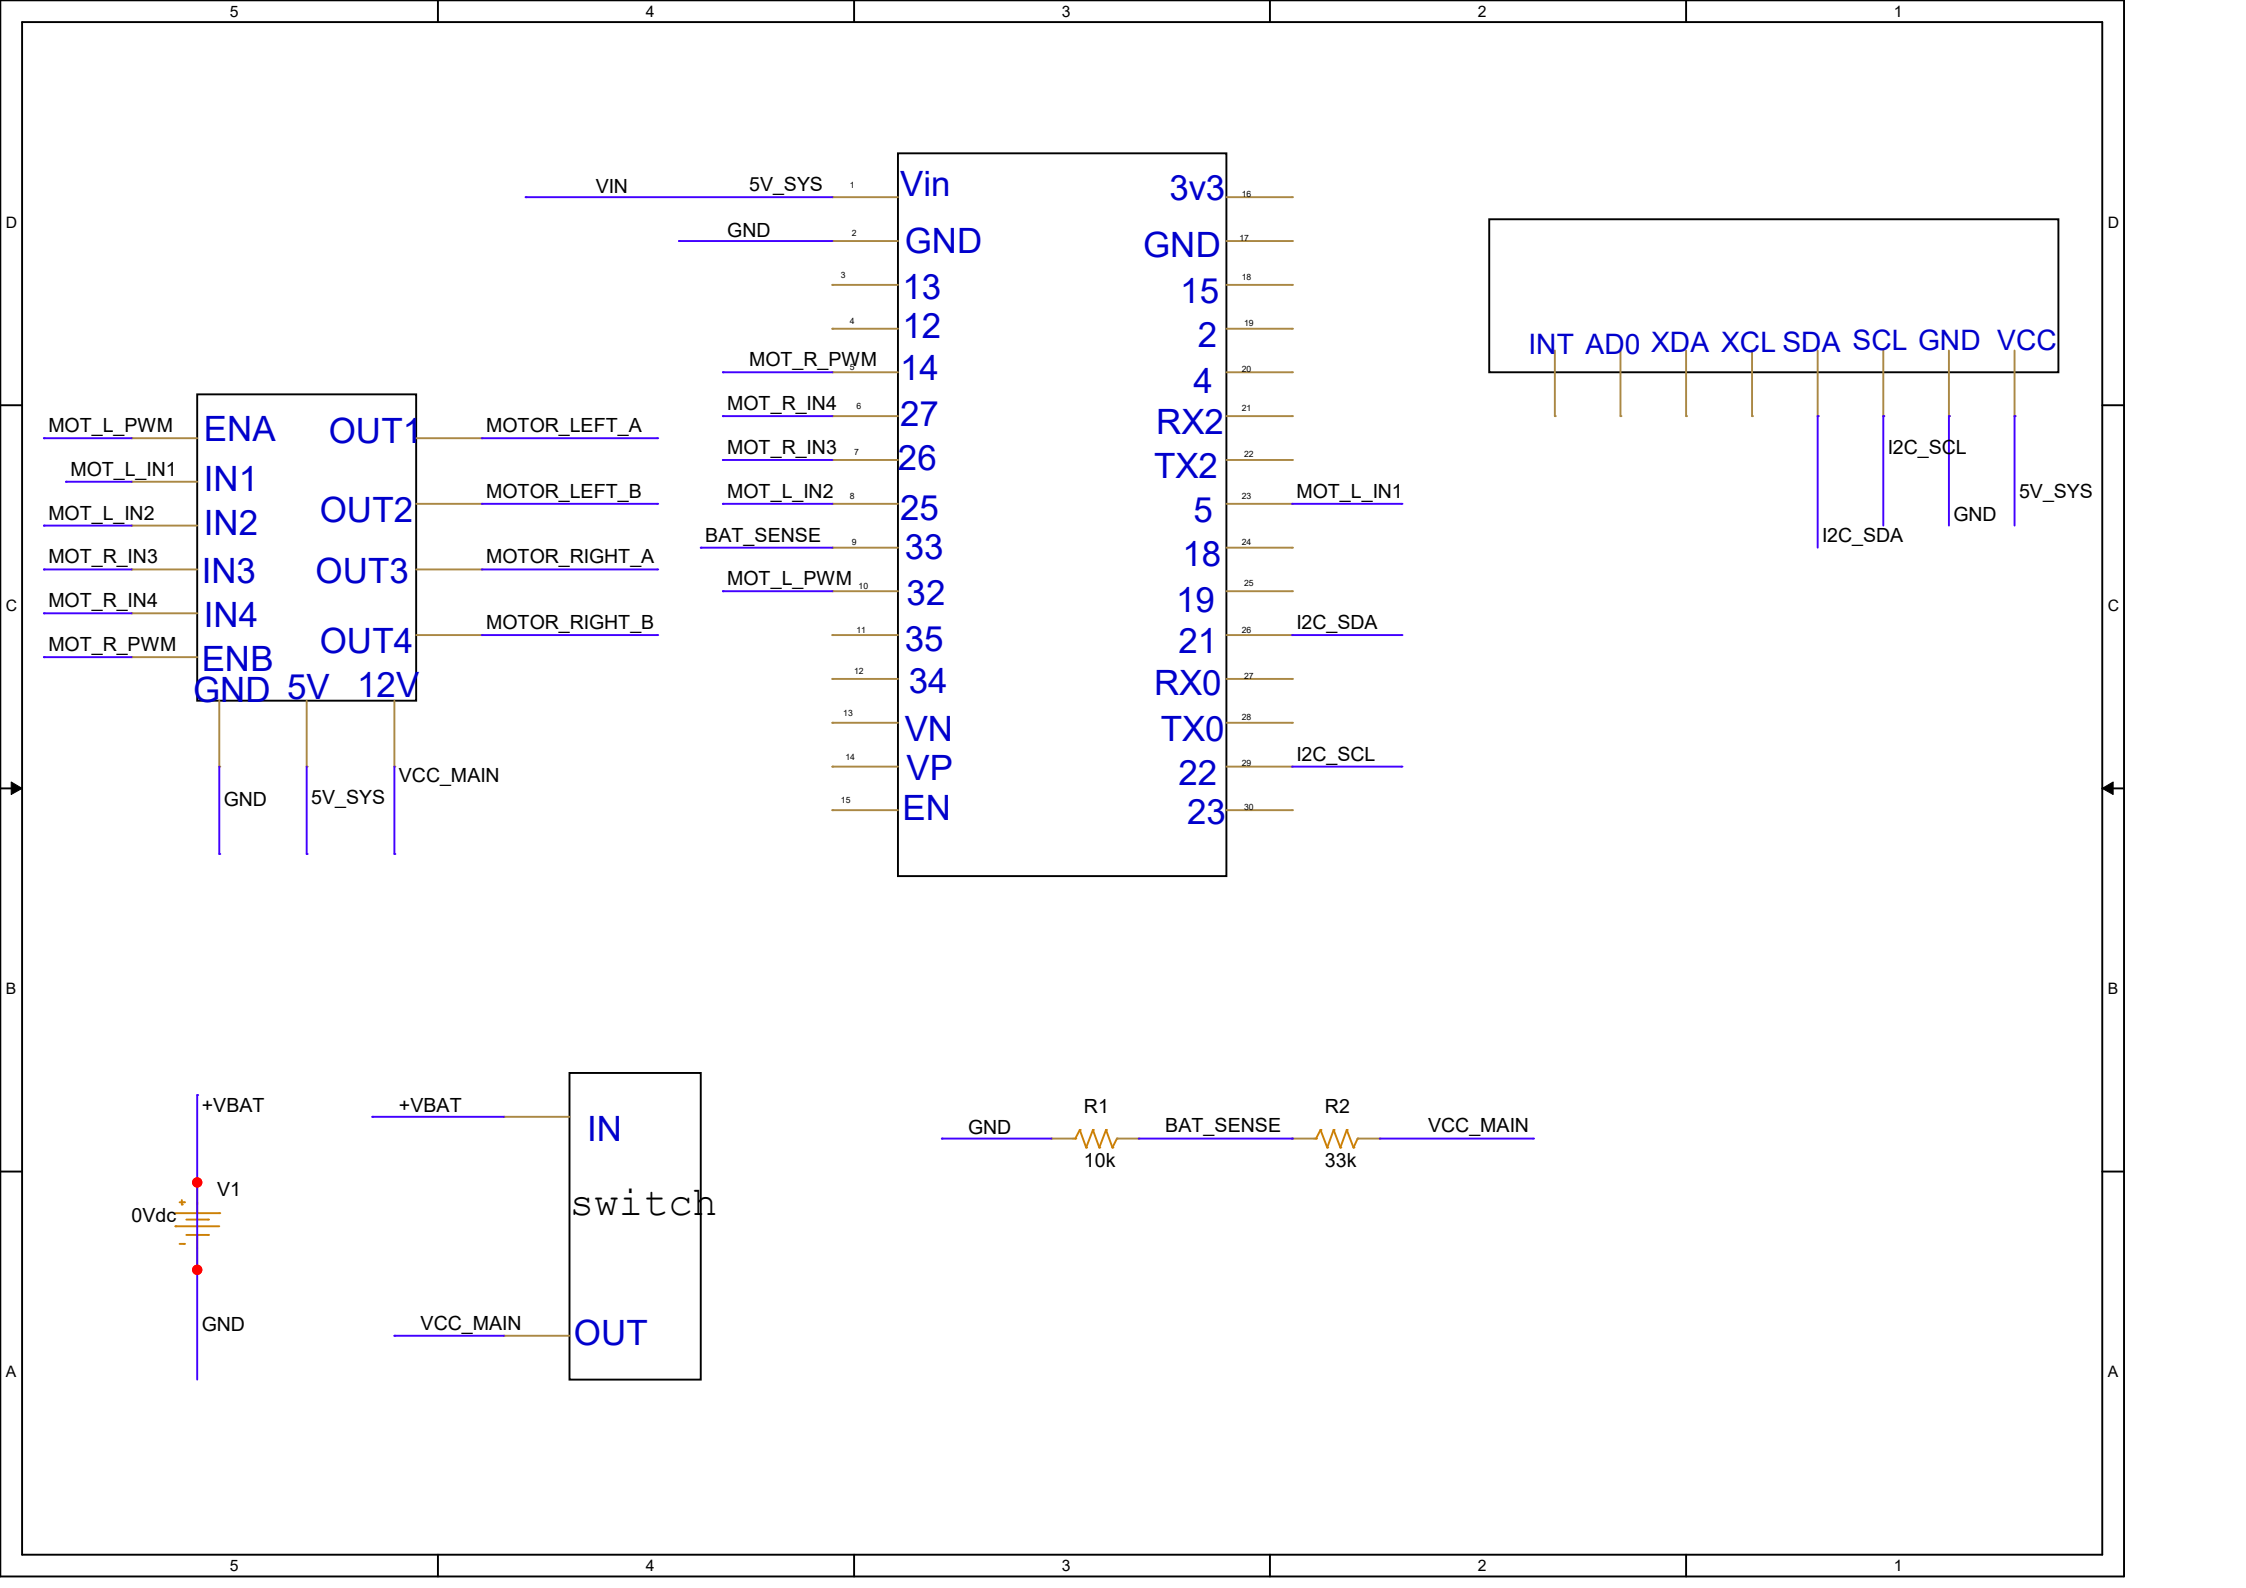 5 4 3 2 1
D D
C C
B B
A A
VIN 5V_SYS 1 Vin
GND 2 GND
3 13
4 12
MOT_R_PWM 5 14
MOT_R_IN4 6 27
MOT_R_IN3 7 26
MOT_L_IN2 8 25
BAT_SENSE 9 33
MOT_L_PWM 10 32
11 35
12 34
13 VN
14 VP
15 EN
3v3 16
GND 17
15 18
2 19
4 20
RX2 21
TX2 22
5 23 MOT_L_IN1
18 24
19 25
21 26 I2C_SDA
RX0 27
TX0 28
22 29 I2C_SCL
23 30
INT AD0 XDA XCL SDA SCL GND VCC
I2C_SCL
5V_SYS
GND
I2C_SDA
MOT_L_PWM ENA OUT1 MOTOR_LEFT_A
MOT_L_IN1 IN1
MOT_L_IN2 IN2 OUT2 MOTOR_LEFT_B
MOT_R_IN3 IN3 OUT3 MOTOR_RIGHT_A
MOT_R_IN4 IN4 OUT4 MOTOR_RIGHT_B
MOT_R_PWM ENB
GND 5V 12V
GND 5V_SYS VCC_MAIN
+VBAT
+ V1
0Vdc
-
GND
+VBAT IN
switch
VCC_MAIN OUT
R1 R2
GND BAT_SENSE VCC_MAIN
10k 33k
5 4 3 2 1